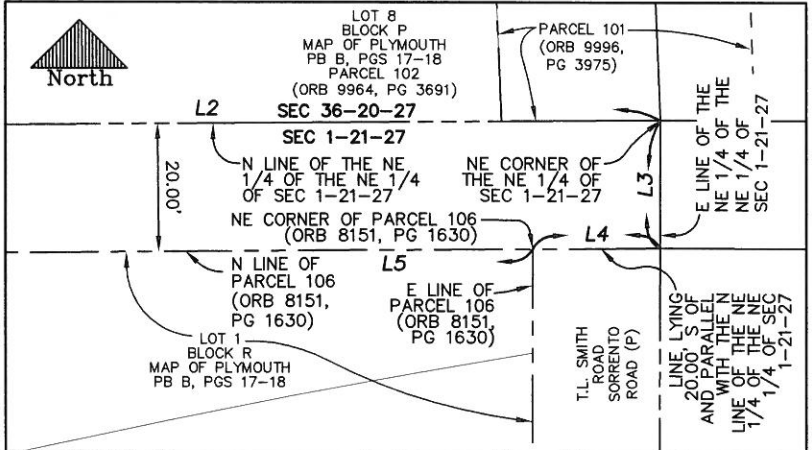 North
LOT 8
BLOCK P
MAP OF PLYMOUTH
PB B, PGS 17-18
PARCEL 102
(ORB 9964, PG 3691)
PARCEL 101
(ORB 9996,
PG 3975)
L2
SEC 36-20-27
SEC 1-21-27
20.00'
N LINE OF THE NE
1/4 OF THE NE 1/4
OF SEC 1-21-27
NE CORNER OF
THE NE 1/4 OF
SEC 1-21-27
L3
E LINE OF THE
NE 1/4 OF THE
NE 1/4 OF
SEC 1-21-27
NE CORNER OF PARCEL 106
(ORB 8151, PG 1630)
L4
L5
N LINE OF
PARCEL 106
(ORB 8151,
PG 1630)
E LINE OF
PARCEL 106
(ORB 8151,
PG 1630)
LOT 1
BLOCK R
MAP OF PLYMOUTH
PB B, PGS 17-18
T.L. SMITH
ROAD
SORRENTO
ROAD (P)
LINE, LYING
20.00' S OF
AND PARALLEL
WITH THE N
LINE OF THE NE
1/4 OF THE NE
1/4 OF SEC
1-21-27